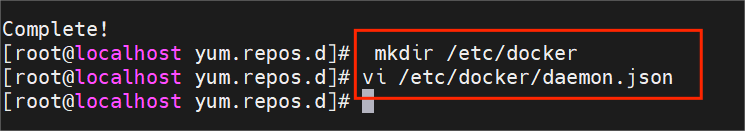 Complete!
[root@localhost yum.repos.d]#  mkdir /etc/docker
[root@localhost yum.repos.d]# vi /etc/docker/daemon.json
[root@localhost yum.repos.d]#